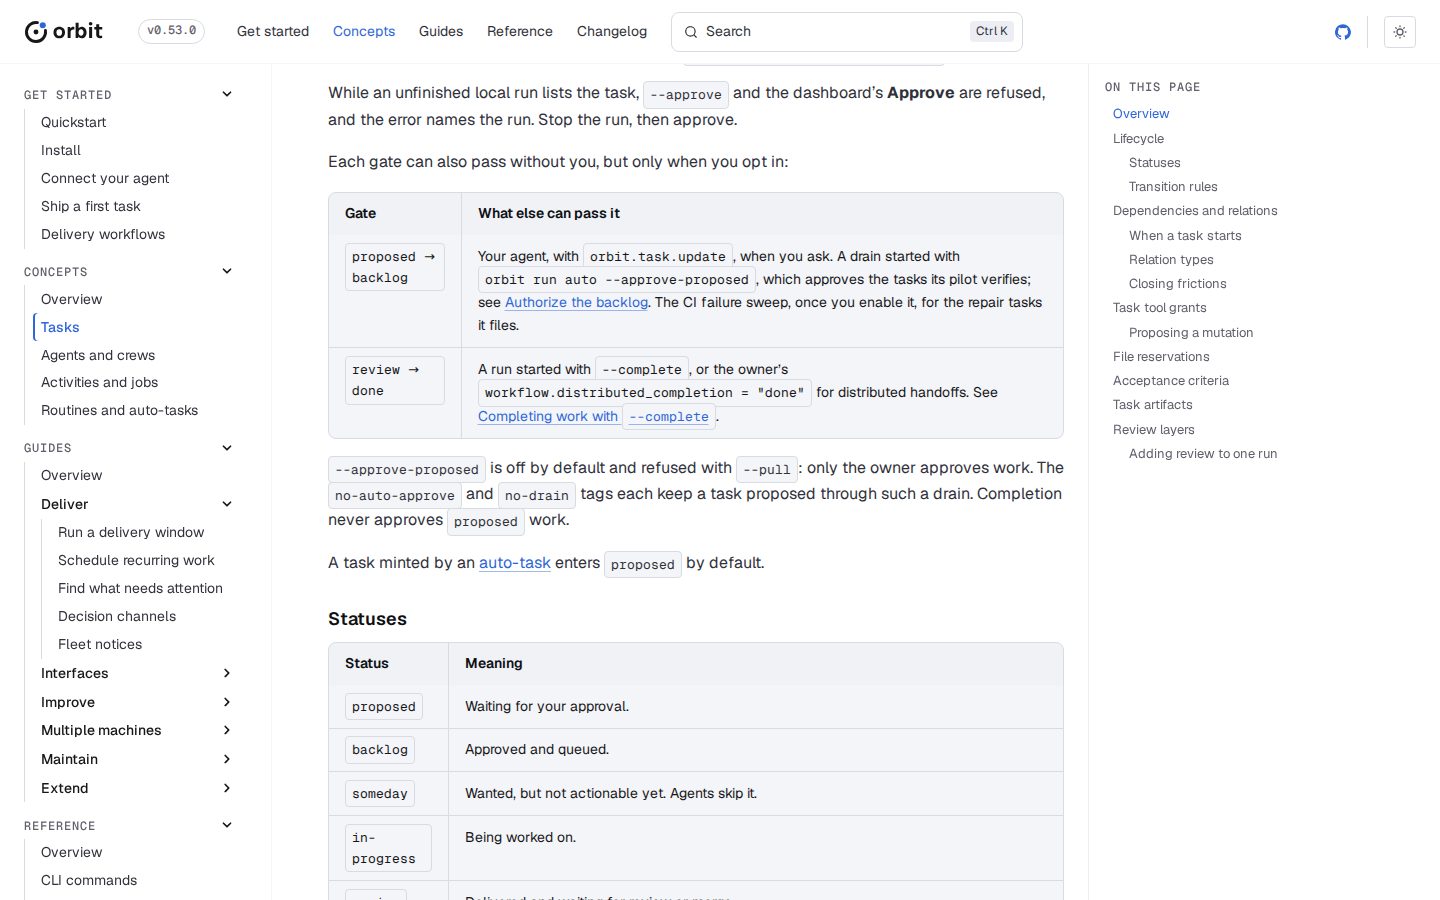 orbit
v0.53.0
Get started
Concepts
Guides
Reference
Changelog
Search
Ctrl K
GET STARTED
Quickstart
Install
Connect your agent
Ship a first task
Delivery workflows
CONCEPTS
Overview
Tasks
Agents and crews
Activities and jobs
Routines and auto-tasks
GUIDES
Overview
Deliver
Run a delivery window
Schedule recurring work
Find what needs attention
Decision channels
Fleet notices
Interfaces
Improve
Multiple machines
Maintain
Extend
REFERENCE
Overview
CLI commands
While an unfinished local run lists the task, --approve and the dashboard’s Approve are refused,
and the error names the run. Stop the run, then approve.
Each gate can also pass without you, but only when you opt in:
Gate
What else can pass it
proposed →
backlog
Your agent, with orbit.task.update, when you ask. A drain started with
orbit run auto --approve-proposed, which approves the tasks its pilot verifies;
see Authorize the backlog. The CI failure sweep, once you enable it, for the repair tasks
it files.
review →
done
A run started with --complete, or the owner’s
workflow.distributed_completion = "done" for distributed handoffs. See
Completing work with --complete.
--approve-proposed is off by default and refused with --pull: only the owner approves work. The
no-auto-approve and no-drain tags each keep a task proposed through such a drain. Completion
never approves proposed work.
A task minted by an auto-task enters proposed by default.
Statuses
Status
Meaning
proposed
Waiting for your approval.
backlog
Approved and queued.
someday
Wanted, but not actionable yet. Agents skip it.
in-
progress
Being worked on.
ON THIS PAGE
Overview
Lifecycle
Statuses
Transition rules
Dependencies and relations
When a task starts
Relation types
Closing frictions
Task tool grants
Proposing a mutation
File reservations
Acceptance criteria
Task artifacts
Review layers
Adding review to one run